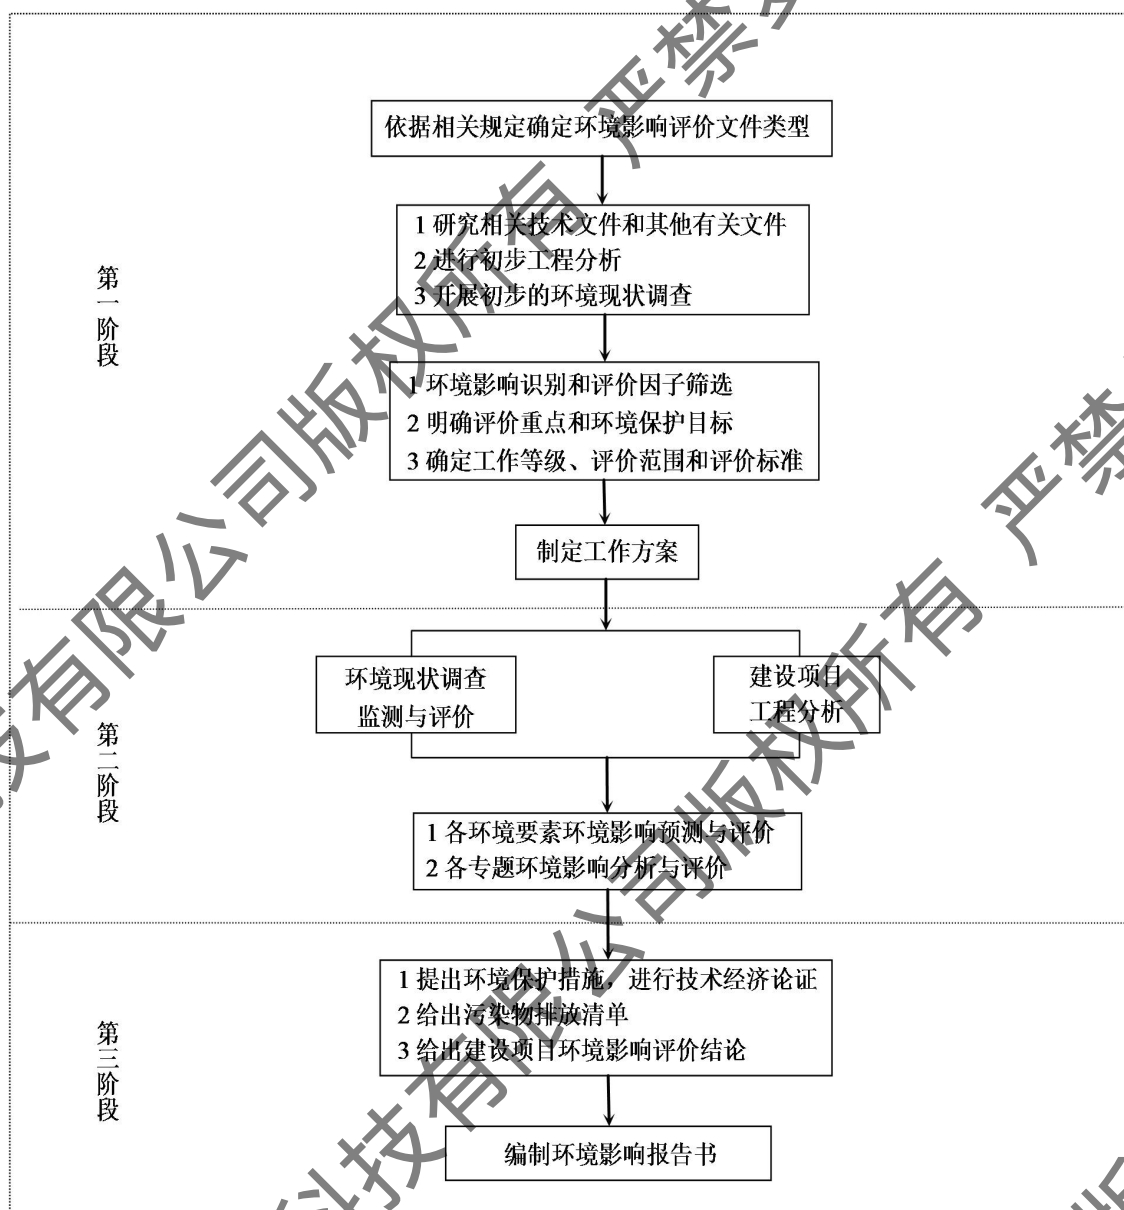 依据相关规定确定环境影响评价文件类型
1 研究相关技术文件和其他有关文件
2 进行初步工程分析
3 开展初步的环境现状调查
第一阶段
1 环境影响识别和评价因子筛选
2 明确评价重点和环境保护目标
3 确定工作等级、评价范围和评价标准
制定工作方案
环境现状调查
监测与评价
建设项目
工程分析
第二阶段
1 各环境要素环境影响预测与评价
2 各专题环境影响分析与评价
1 提出环境保护措施，进行技术经济论证
2 给出污染物排放清单
3 给出建设项目环境影响评价结论
第三阶段
编制环境影响报告书
科技有限公司版权所有 严禁
科技有限公司版权所有 严禁